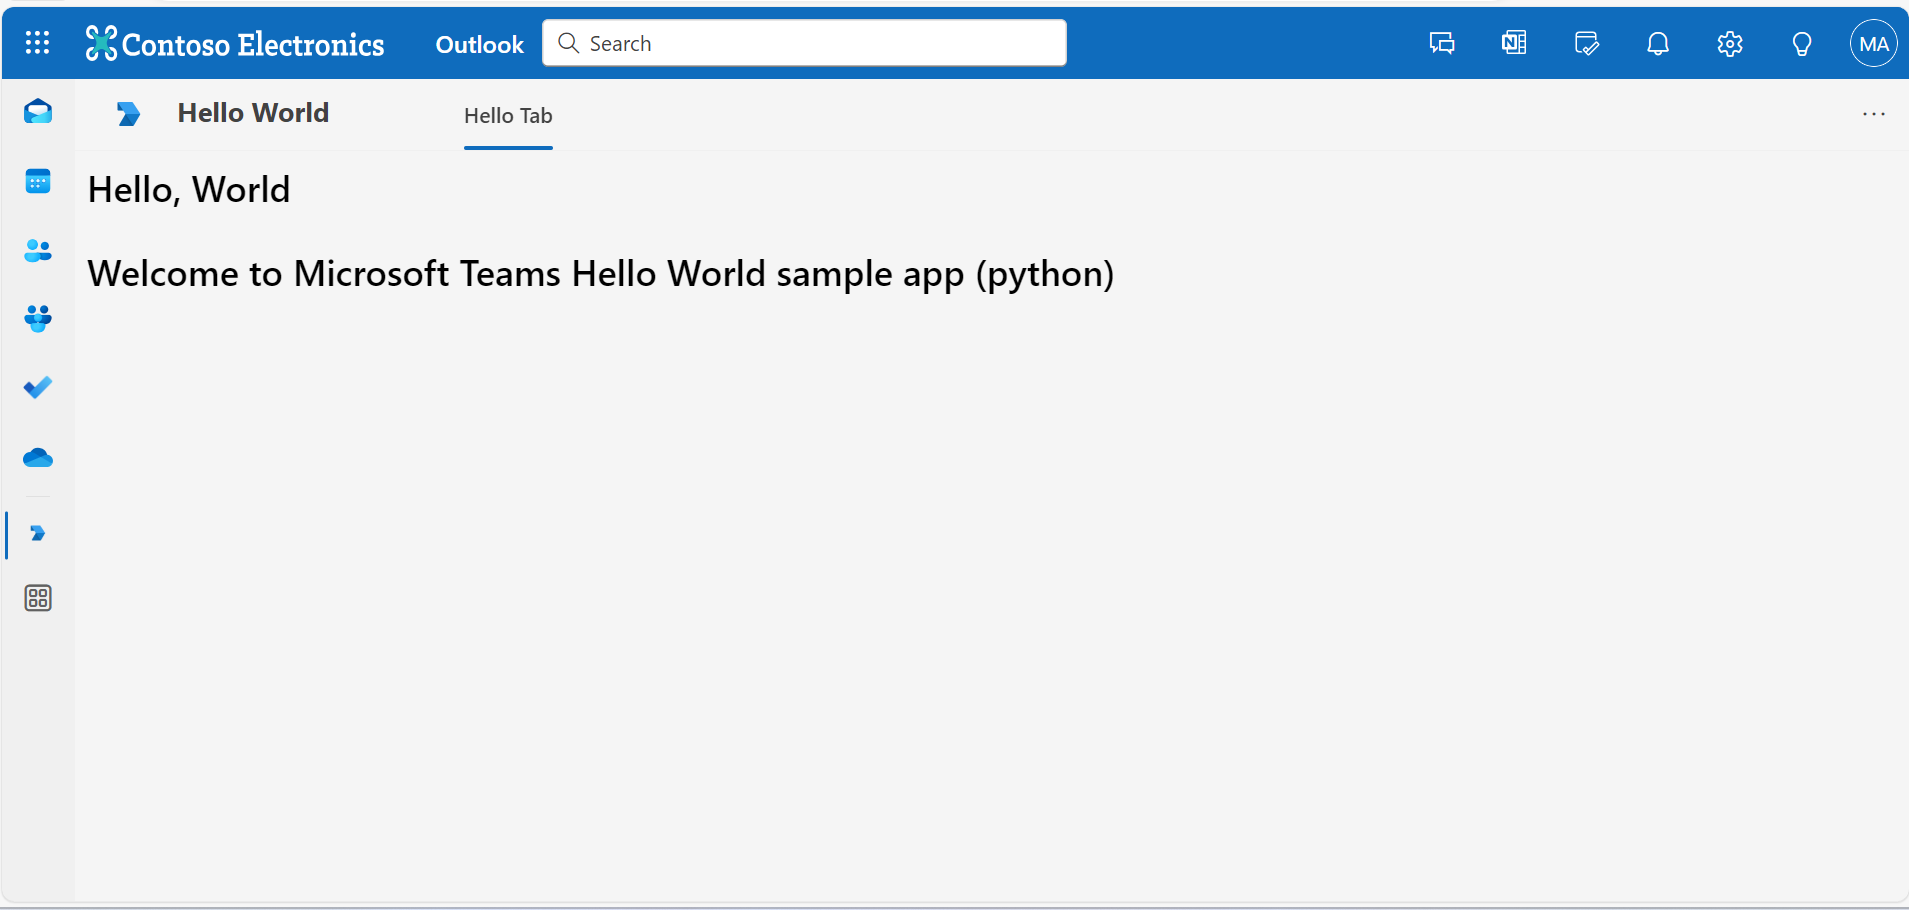 Contoso Electronics
Outlook
Search
N
MA
Hello World
Hello Tab
...
Hello, World
Welcome to Microsoft Teams Hello World sample app (python)